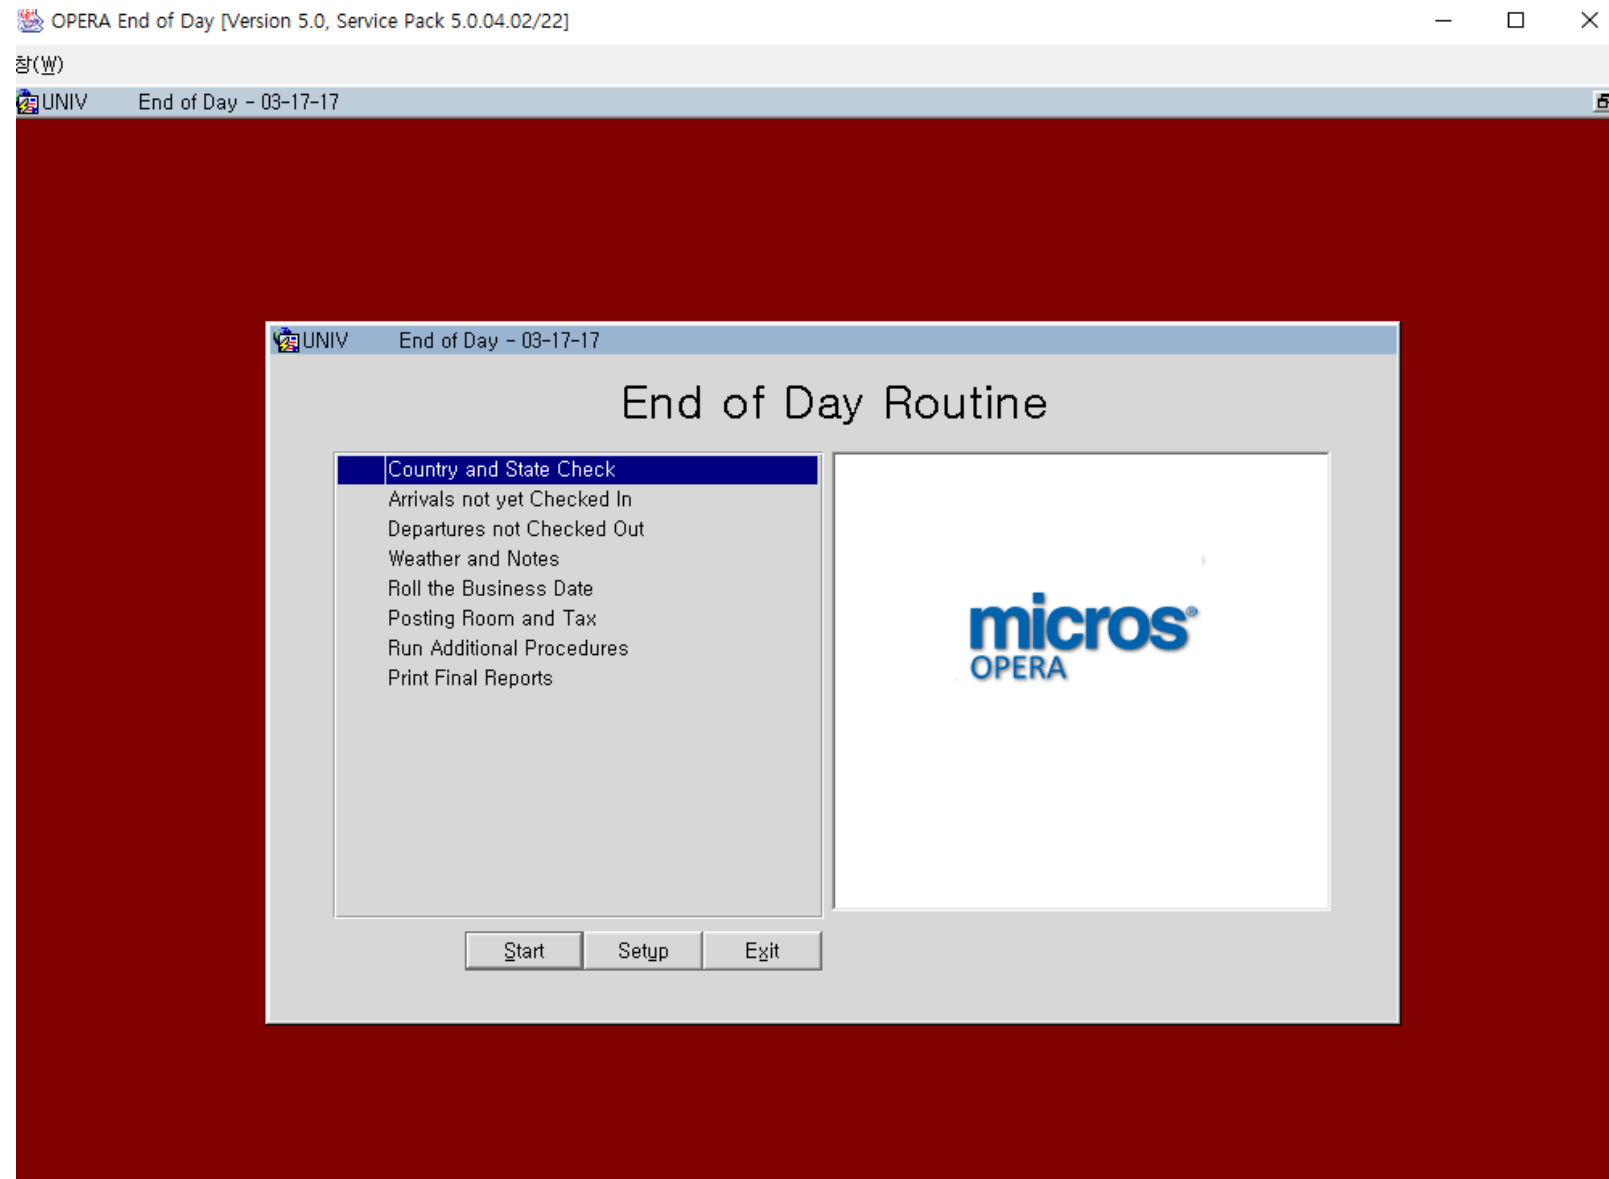 OPERA End of Day [Version 5.0, Service Pack 5.0.04.02/22]
창(W)
UNIV End of Day - 03-17-17
UNIV End of Day - 03-17-17
End of Day Routine
Country and State Check
Arrivals not yet Checked In
Departures not Checked Out
Weather and Notes
Roll the Business Date
Posting Room and Tax
Run Additional Procedures
Print Final Reports
micros®
OPERA
Start Setup Exit